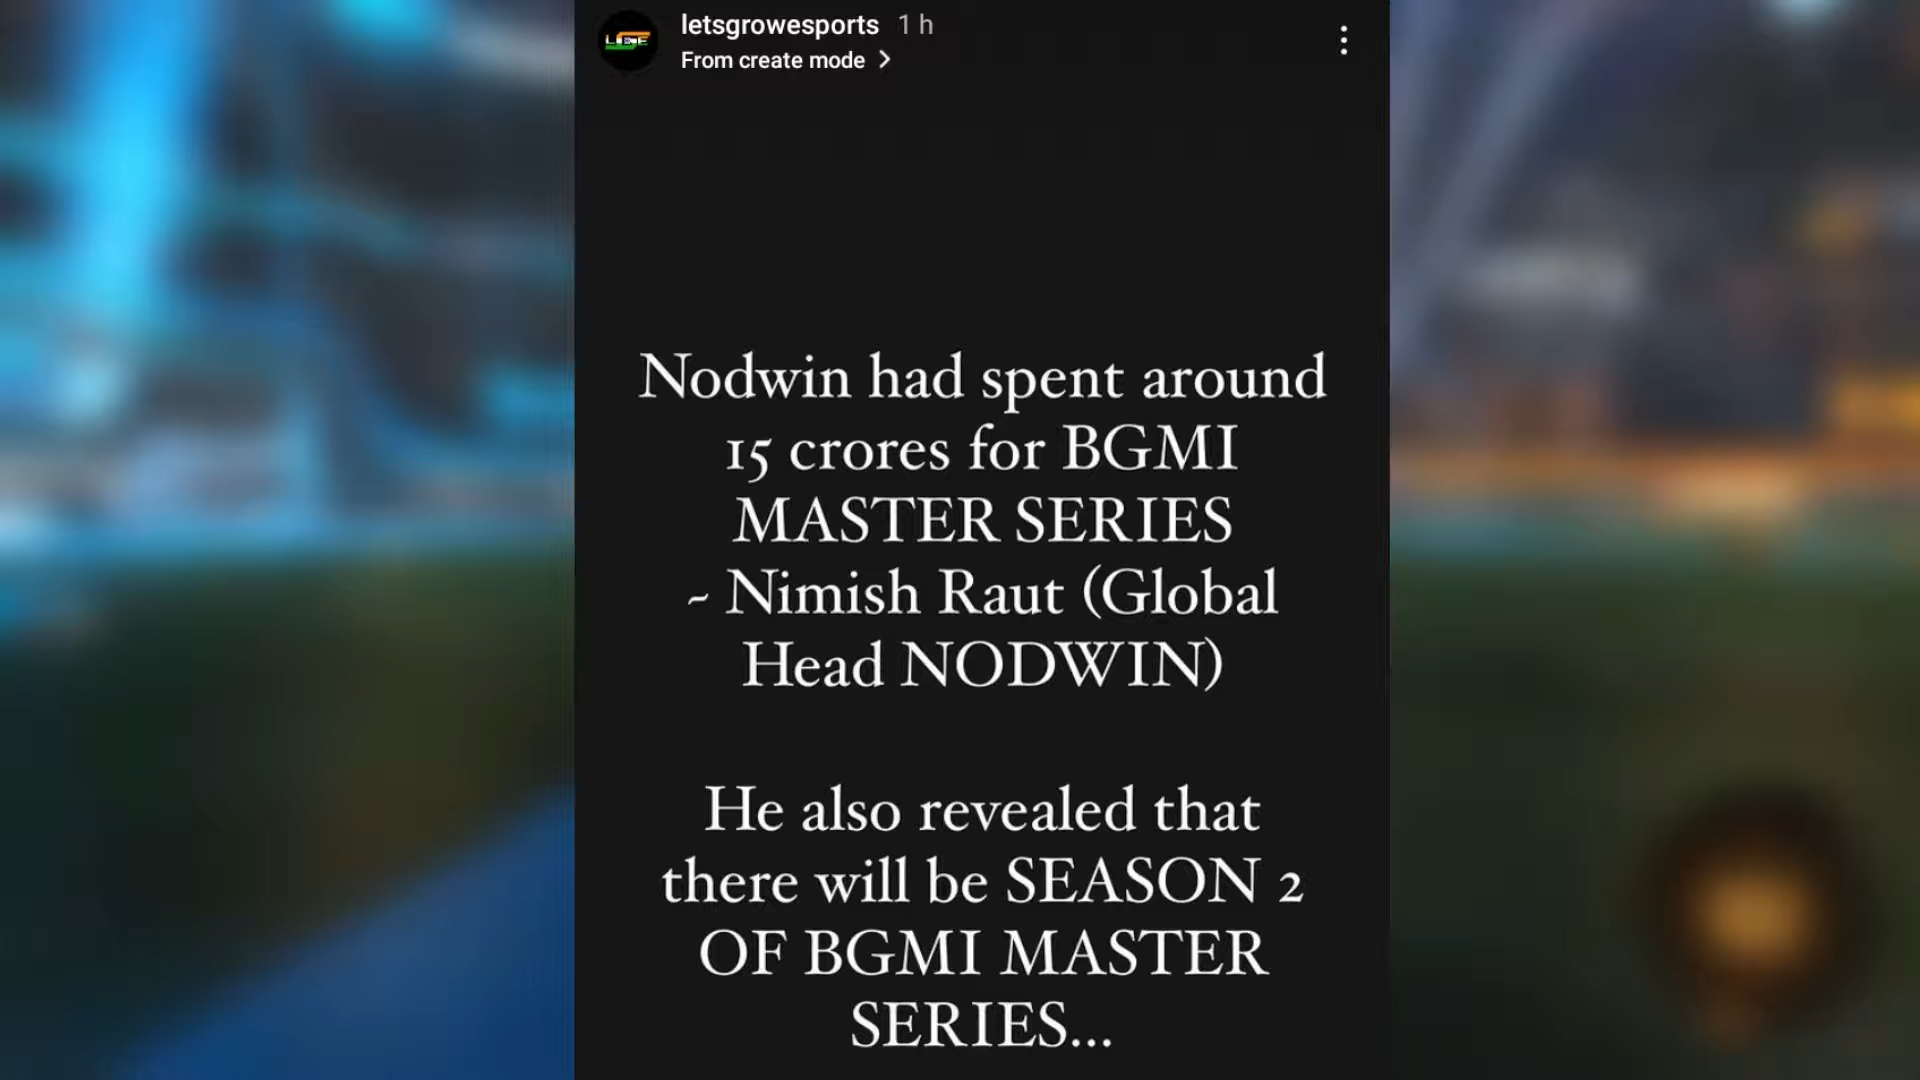 letsgrowesports 1 h
From create mode >
Nodwin had spent around
15 crores for BGMI
MASTER SERIES
~ Nimish Raut (Global
Head NODWIN)
He also revealed that
there will be SEASON 2
OF BGMI MASTER
SERIES...